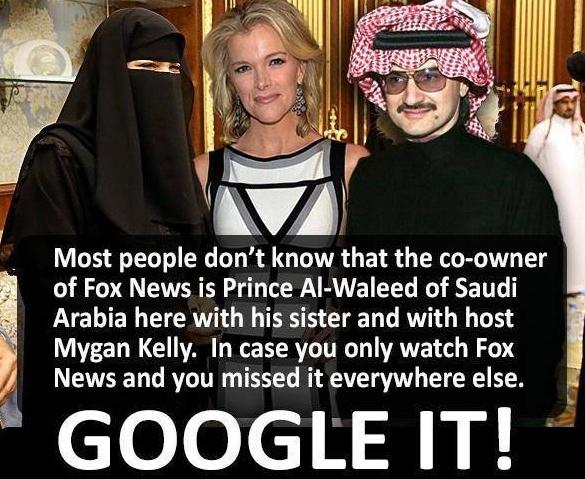 Most people don't know that the co-owner
of Fox News is Prince Al-Waleed of Saudi
Arabia here with his sister and with host
Mygan Kelly.  In case you only watch Fox
News and you missed it everywhere else.
GOOGLE IT!